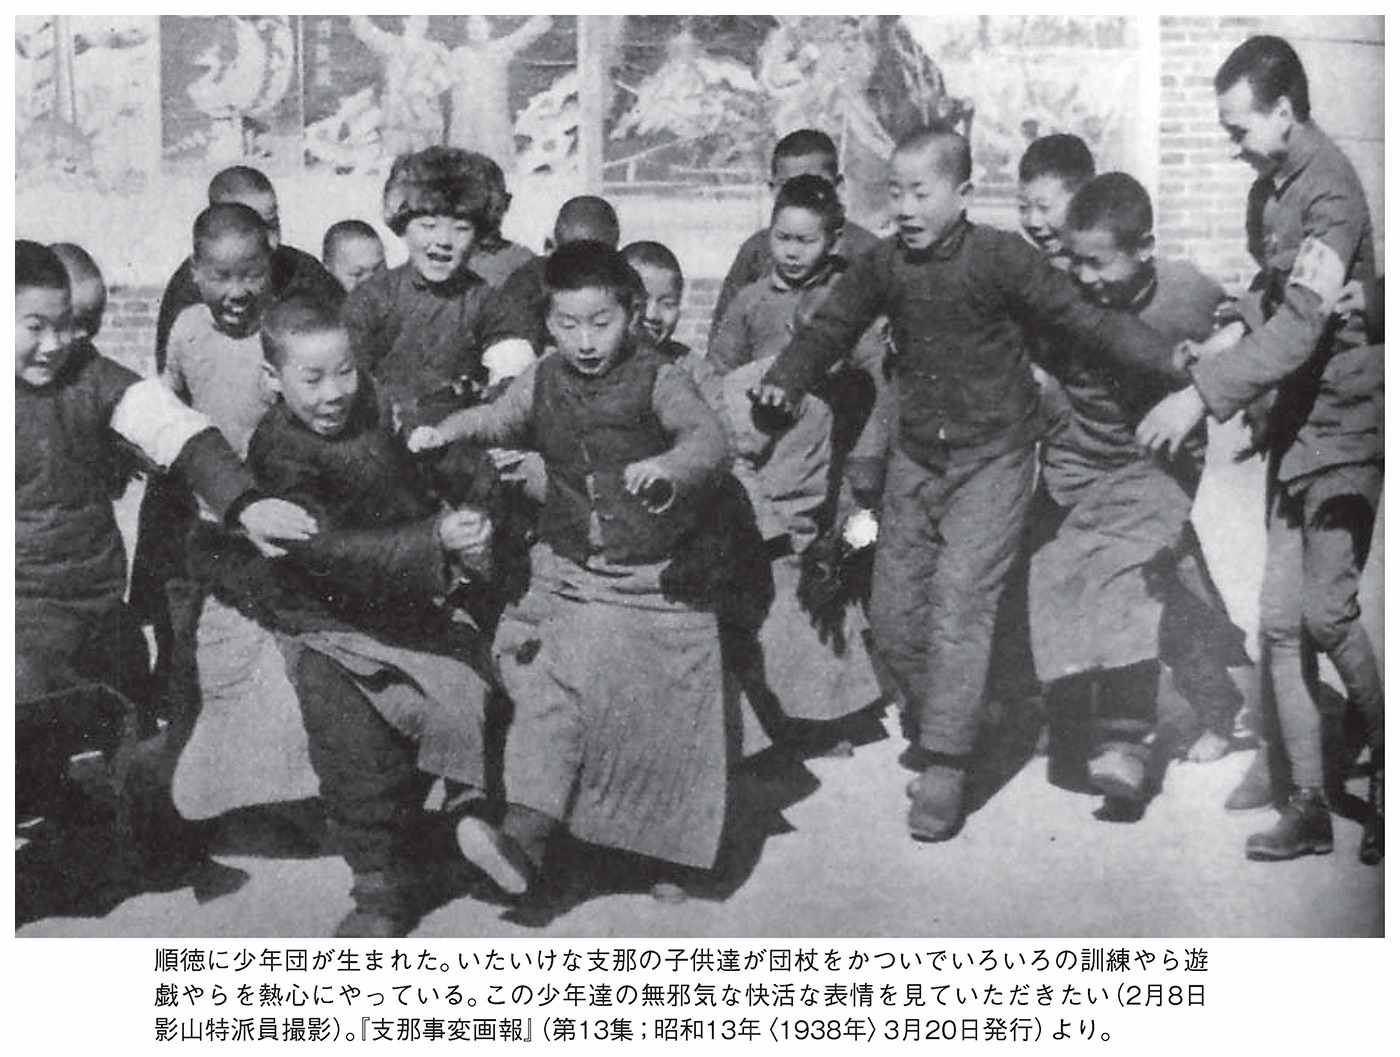 順徳に少年団が生まれた。いたいけな支那の子供達が団杖をかついでいろいろの訓練やら遊
戯やらを熱心にやっている。この少年達の無邪気な快活な表情を見ていただきたい（2月8日
影山特派員撮影）。『支那事変画報』（第13集；昭和13年〈1938年〉3月20日発行）より。